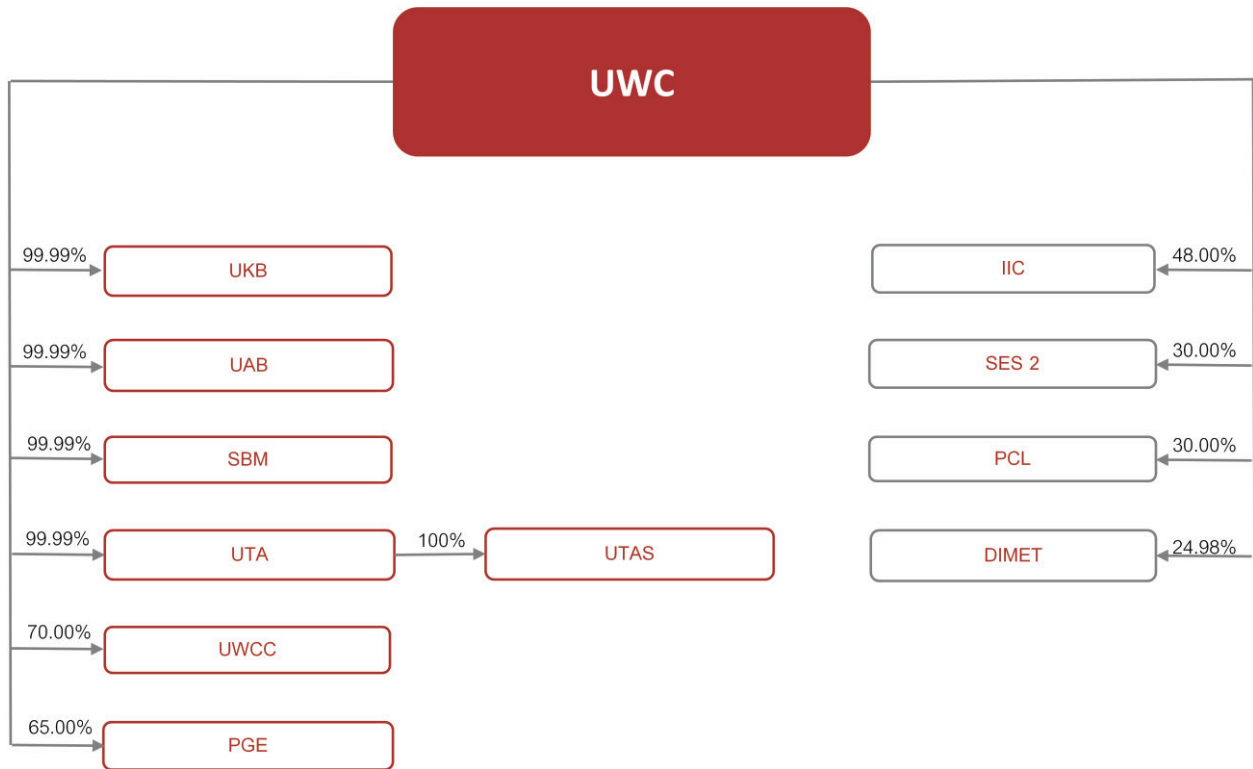 UWC
99.99%
UKB
IIC
48.00%
99.99%
UAB
SES 2
30.00%
99.99%
SBM
PCL
30.00%
99.99%
UTA
100%
UTAS
DIMET
24.98%
70.00%
UWCC
65.00%
PGE